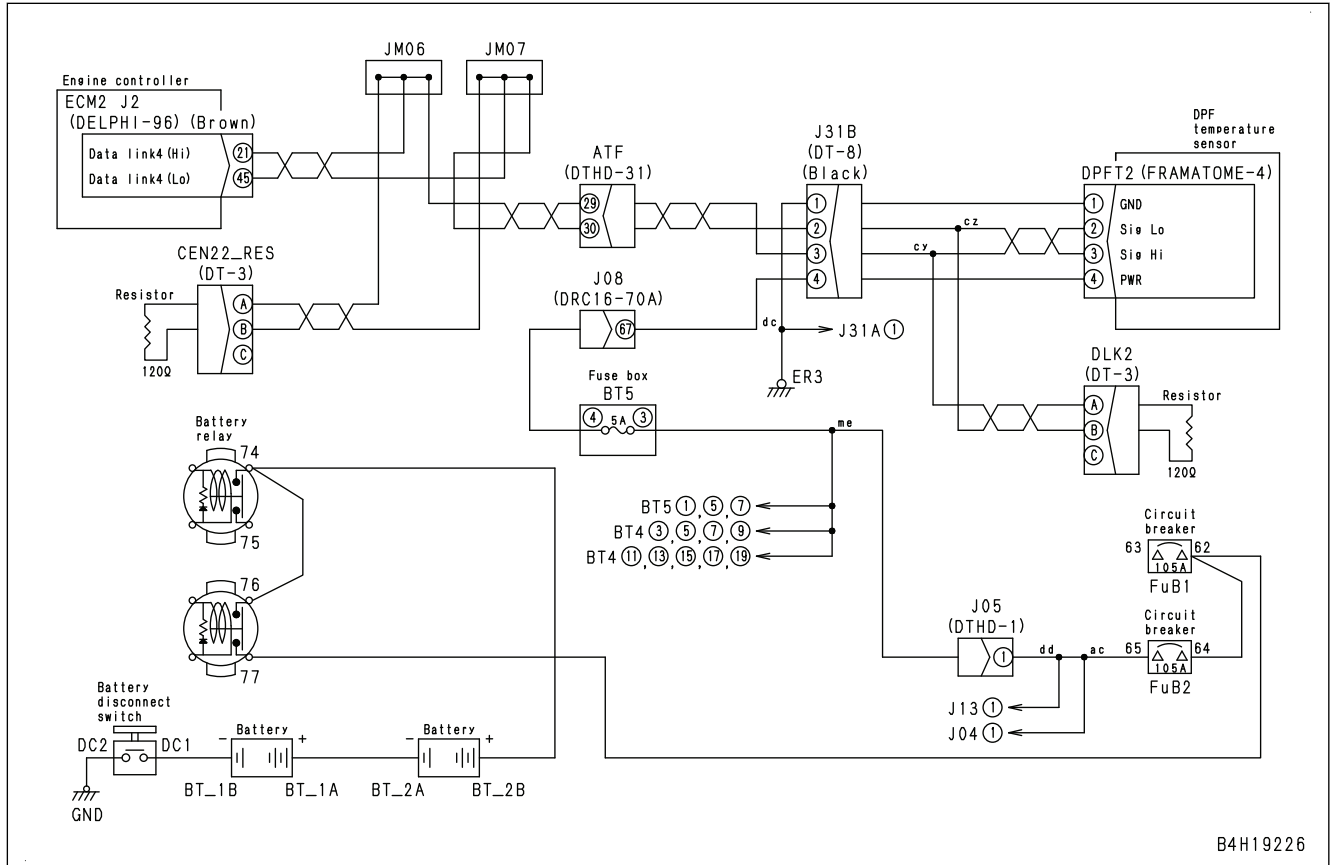 JM06
JM07
Engine controller
ECM2 J2
(DELPHI-96) (Brown)
Data link4(Hi)
21
Data link4(Lo)
45
CEN22_RES
(DT-3)
Resistor
A
B
C
120Ω
ATF
(DTHD-31)
29
30
J08
(DRC16-70A)
67
Fuse box
BT5
4 5A 3
J31B
(DT-8)
(Black)
1
2
3
4
cz
cy
dc
J31A 1
ER3
DPF
temperature
sensor
DPFT2 (FRAMATOME-4)
1 GND
2 Sig Lo
3 Sig Hi
4 PWR
DLK2
(DT-3)
Resistor
A
B
C
120Ω
me
BT5 1, 5, 7
BT4 3, 5, 7, 9
BT4 11, 13, 15, 17, 19
Battery
relay
74
75
76
77
Circuit
breaker
63 62
105A
FuB1
Circuit
breaker
65 64
105A
FuB2
J05
(DTHD-1)
1
dd ac
J13 1
J04 1
Battery
disconnect
switch
DC2 DC1
GND
- Battery +
BT_1B BT_1A
- Battery +
BT_2A BT_2B
B4H19226